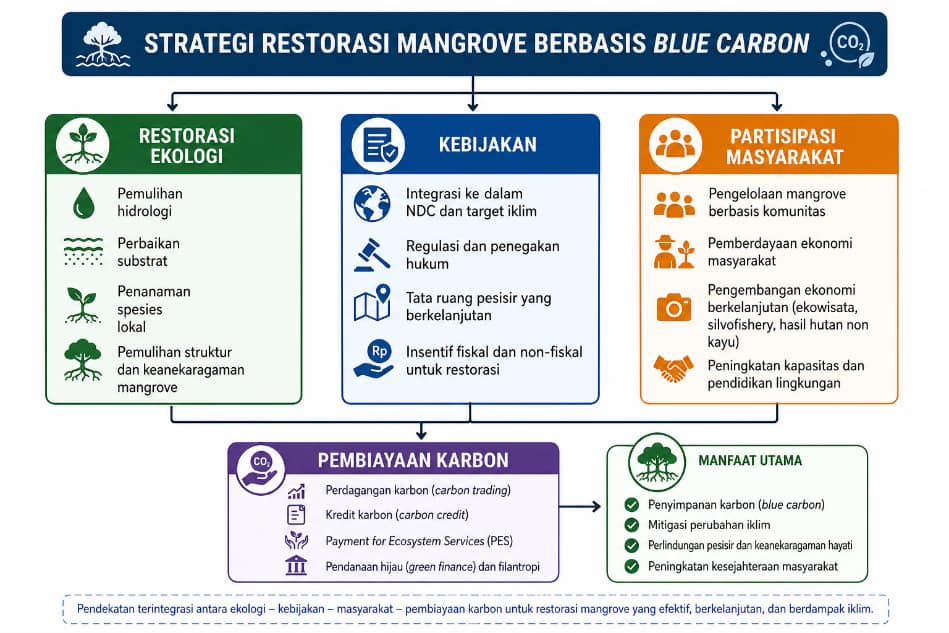 STRATEGI RESTORASI MANGROVE BERBASIS BLUE CARBON
CO₂
RESTORASI
EKOLOGI
Pemulihan
hidrologi
Perbaikan
substrat
Penanaman
spesies
lokal
Pemulihan struktur
dan keanekaragaman
mangrove
KEBIJAKAN
Integrasi ke dalam
NDC dan target iklim
Regulasi dan penegakan
hukum
Tata ruang pesisir yang
berkelanjutan
Rp
Insentif fiskal dan non-fiskal
untuk restorasi
PARTISIPASI
MASYARAKAT
Pengelolaan mangrove
berbasis komunitas
Pemberdayaan ekonomi
masyarakat
Pengembangan ekonomi
berkelanjutan (ekowisata,
silvofishery, hasil hutan non
kayu)
Peningkatan kapasitas dan
pendidikan lingkungan
CO₂
PEMBIAYAAN KARBON
Perdagangan karbon (carbon trading)
Kredit karbon (carbon credit)
Payment for Ecosystem Services (PES)
Pendanaan hijau (green finance) dan filantropi
MANFAAT UTAMA
Penyimpanan karbon (blue carbon)
Mitigasi perubahan iklim
Perlindungan pesisir dan keanekaragaman hayati
Peningkatan kesejahteraan masyarakat
Pendekatan terintegrasi antara ekologi – kebijakan – masyarakat – pembiayaan karbon untuk restorasi mangrove yang efektif, berkelanjutan, dan berdampak iklim.